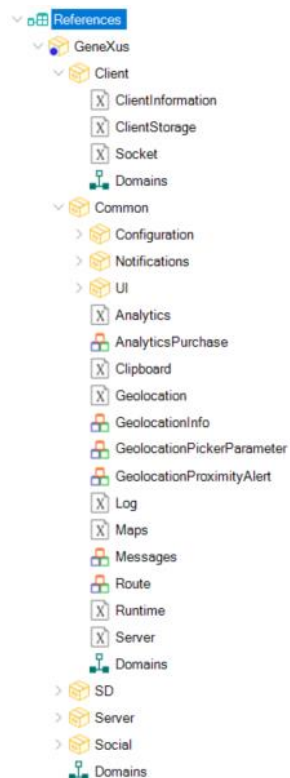 References
GeneXus
Client
ClientInformation
ClientStorage
Socket
Domains
Common
Configuration
Notifications
UI
Analytics
AnalyticsPurchase
Clipboard
Geolocation
GeolocationInfo
GeolocationPickerParameter
GeolocationProximityAlert
Log
Maps
Messages
Route
Runtime
Server
Domains
SD
Server
Social
Domains